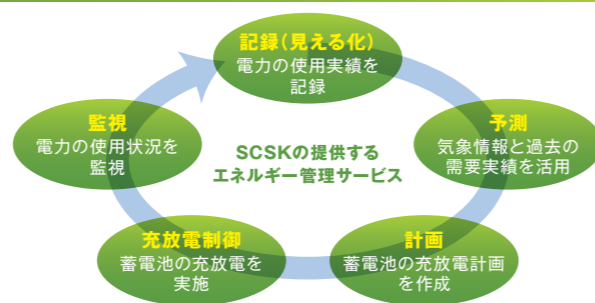 記録(見える化)
電力の使用実績を
記録
予測
気象情報と過去の
需要実績を活用
計画
蓄電池の充放電計画
を作成
充放電制御
蓄電池の充放電を
実施
監視
電力の使用状況を
監視
SCSKの提供する
エネルギー管理サービス